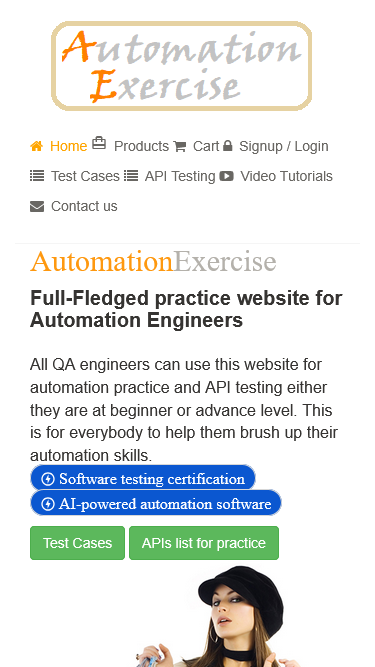 Automation
Exercise
Home Products Cart Signup / Login
Test Cases API Testing Video Tutorials
Contact us
AutomationExercise
Full-Fledged practice website for
Automation Engineers
All QA engineers can use this website for
automation practice and API testing either
they are at beginner or advance level. This
is for everybody to help them brush up their
automation skills.
Software testing certification
AI-powered automation software
Test Cases APIs list for practice